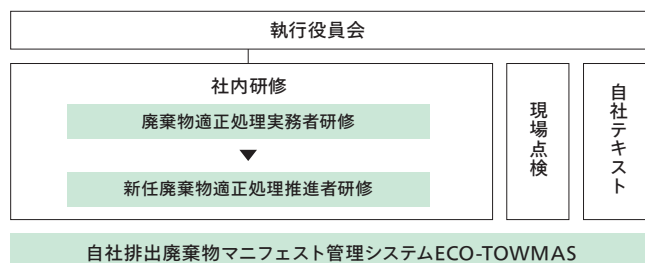 執行役員会
社内研修
廃棄物適正処理実務者研修
▼
新任廃棄物適正処理推進者研修
現場点検
自社テキスト
自社排出廃棄物マニフェスト管理システムECO-TOWMAS